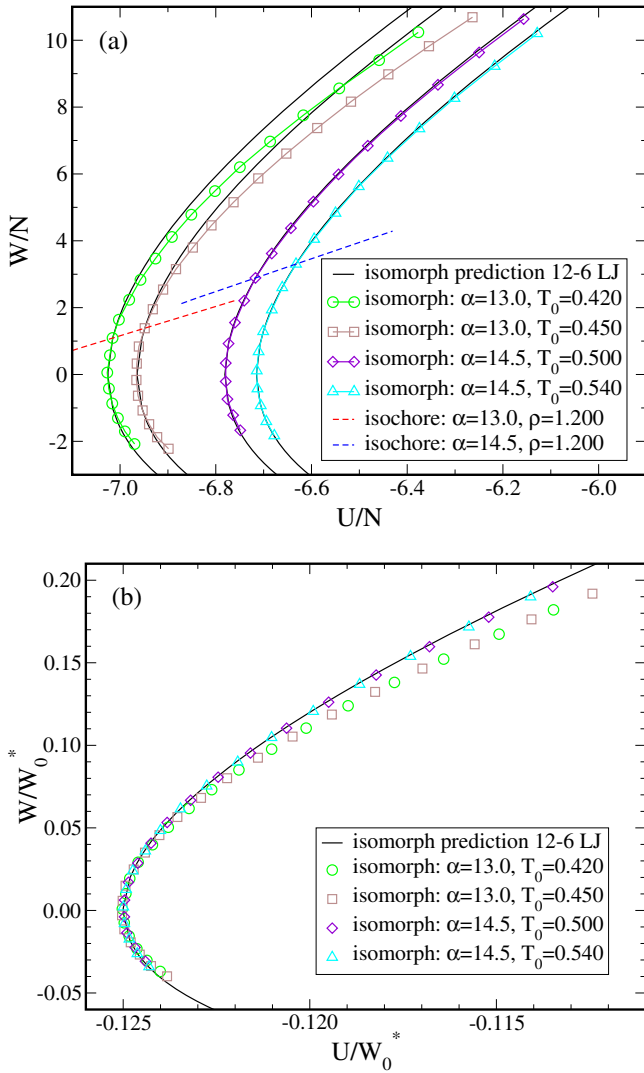 (a)
10
8
6
4
2
0
-2
W/N
isomorph prediction 12-6 LJ
isomorph: α=13.0, T₀=0.420
isomorph: α=13.0, T₀=0.450
isomorph: α=14.5, T₀=0.500
isomorph: α=14.5, T₀=0.540
isochore: α=13.0, ρ=1.200
isochore: α=14.5, ρ=1.200
-7.0 -6.8 -6.6 -6.4 -6.2 -6.0
U/N
(b)
0.20
0.15
0.10
0.05
0.00
-0.05
W/W₀*
isomorph prediction 12-6 LJ
isomorph: α=13.0, T₀=0.420
isomorph: α=13.0, T₀=0.450
isomorph: α=14.5, T₀=0.500
isomorph: α=14.5, T₀=0.540
-0.125 -0.120 -0.115
U/W₀*